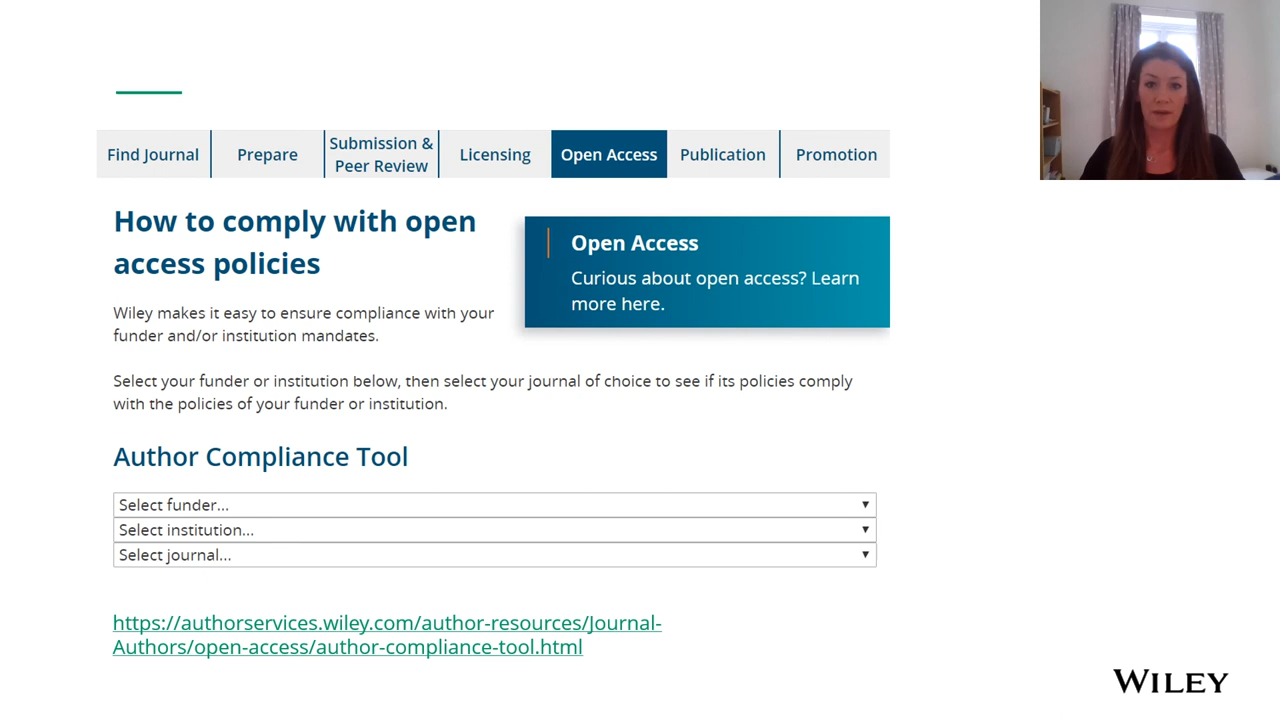 Find Journal
Prepare
Submission &
Peer Review
Licensing
Open Access
Publication
Promotion
How to comply with open
access policies
Open Access
Curious about open access? Learn
more here.
Wiley makes it easy to ensure compliance with your
funder and/or institution mandates.
Select your funder or institution below, then select your journal of choice to see if its policies comply
with the policies of your funder or institution.
Author Compliance Tool
Select funder...
Select institution...
Select journal...
https://authorservices.wiley.com/author-resources/Journal-
Authors/open-access/author-compliance-tool.html
WILEY